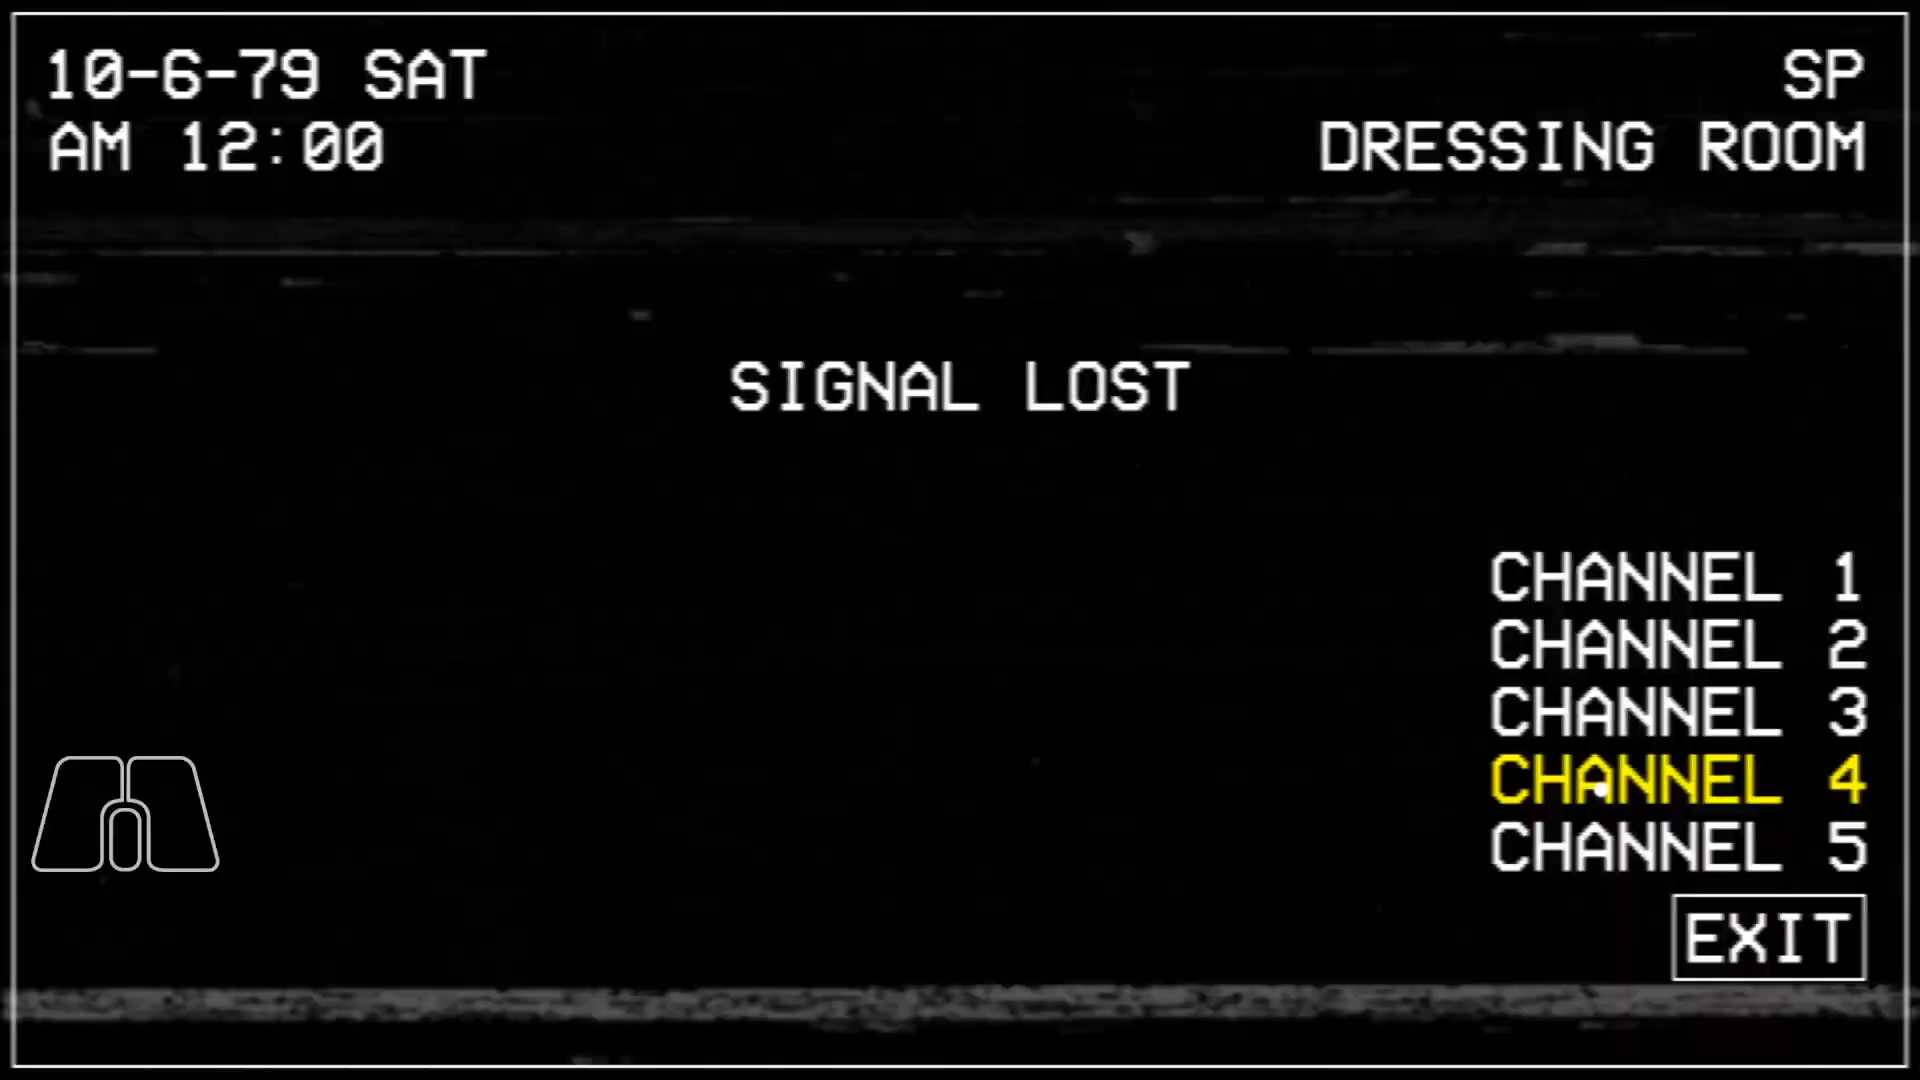 10-6-79 SAT
AM 12:00
SP
DRESSING ROOM
SIGNAL LOST
CHANNEL 1
CHANNEL 2
CHANNEL 3
CHANNEL 4
CHANNEL 5
EXIT